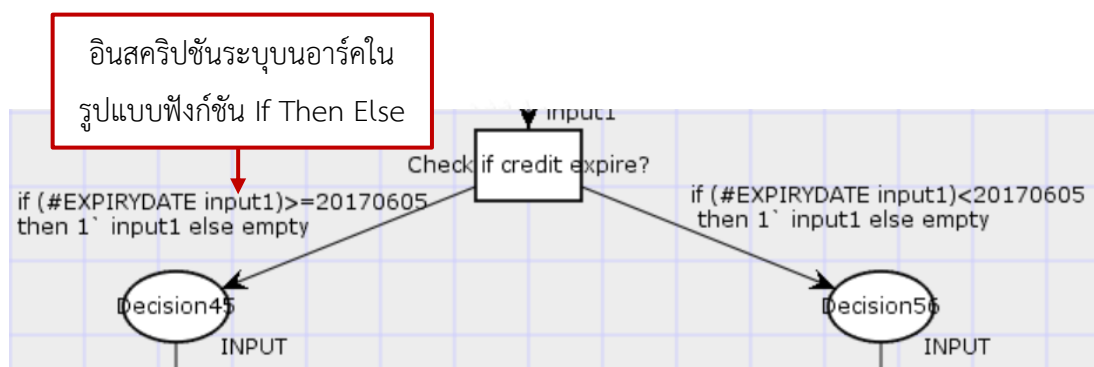 อินสคริปชันระบุบนอาร์คใน
รูปแบบฟังก์ชัน If Then Else
input1
Check if credit expire?
if (#EXPIRYDATE input1)>=20170605
then 1` input1 else empty
if (#EXPIRYDATE input1)<20170605
then 1` input1 else empty
Decision45
INPUT
Decision56
INPUT